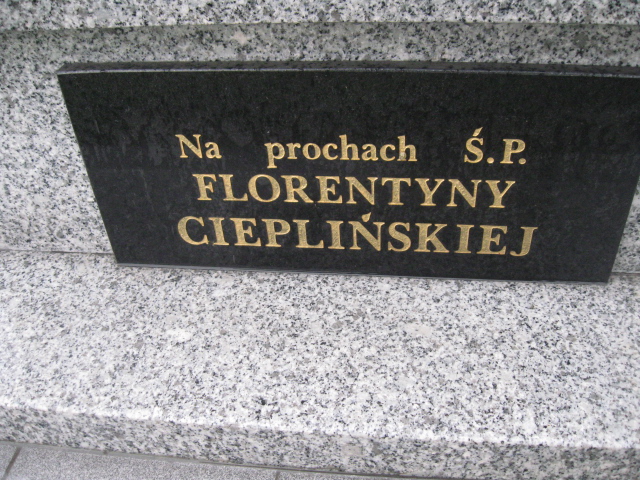 Na prochach Ś.P.
FLORENTYNY
CIEPLIŃSKIEJ